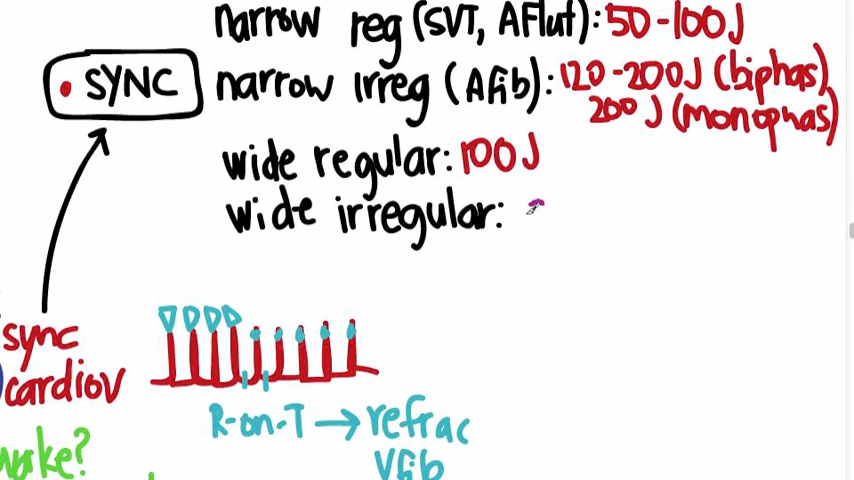 narrow reg (SVT, AFlut): 50-100J
• SYNC
narrow irreg (Afib): 120-200J (biphas)
200J (monophas)
wide regular: 100J
wide irregular:
sync
cardiov
R-on-T → refrac
Vfib